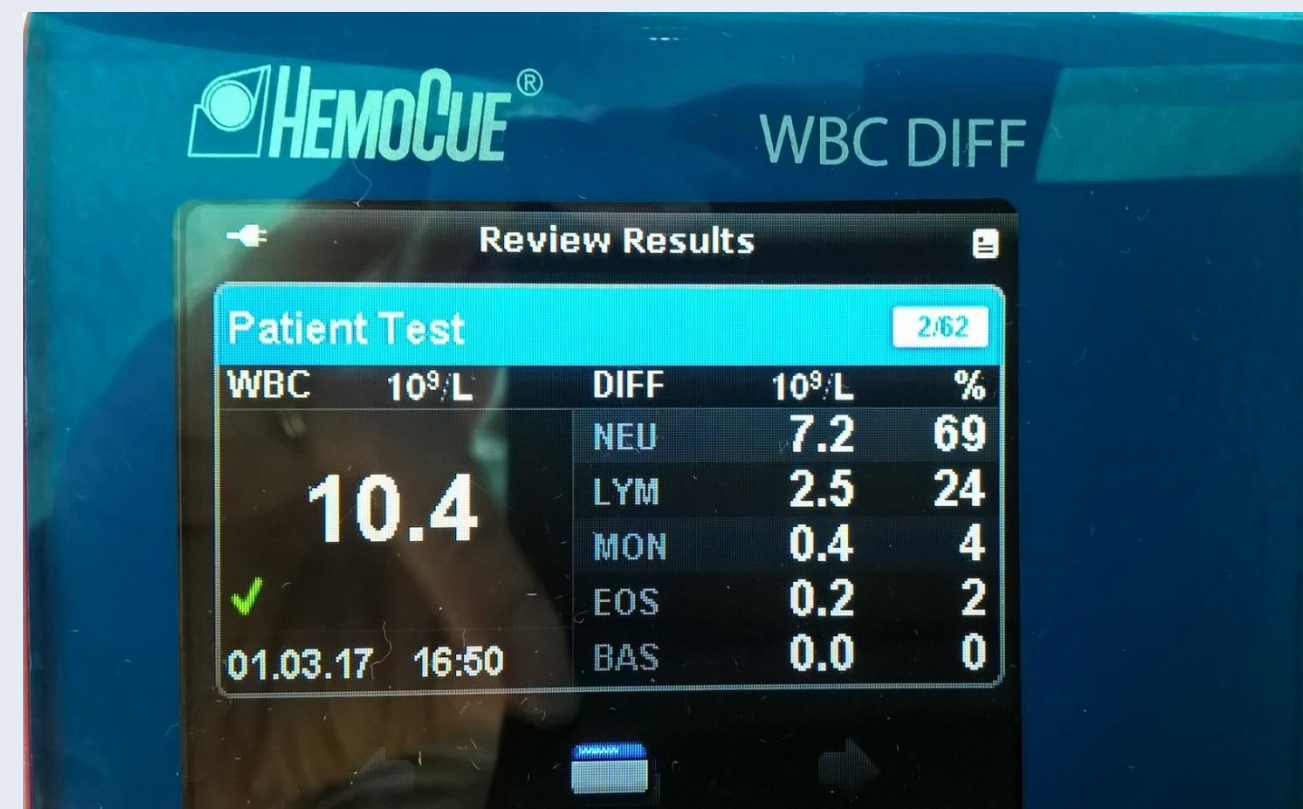 HEMOCUE®
WBC DIFF
Review Results
Patient Test 2/62
WBC 10⁹/L DIFF 10⁹/L %
NEU 7.2 69
10.4 LYM 2.5 24
MON 0.4 4
EOS 0.2 2
01.03.17 16:50 BAS 0.0 0